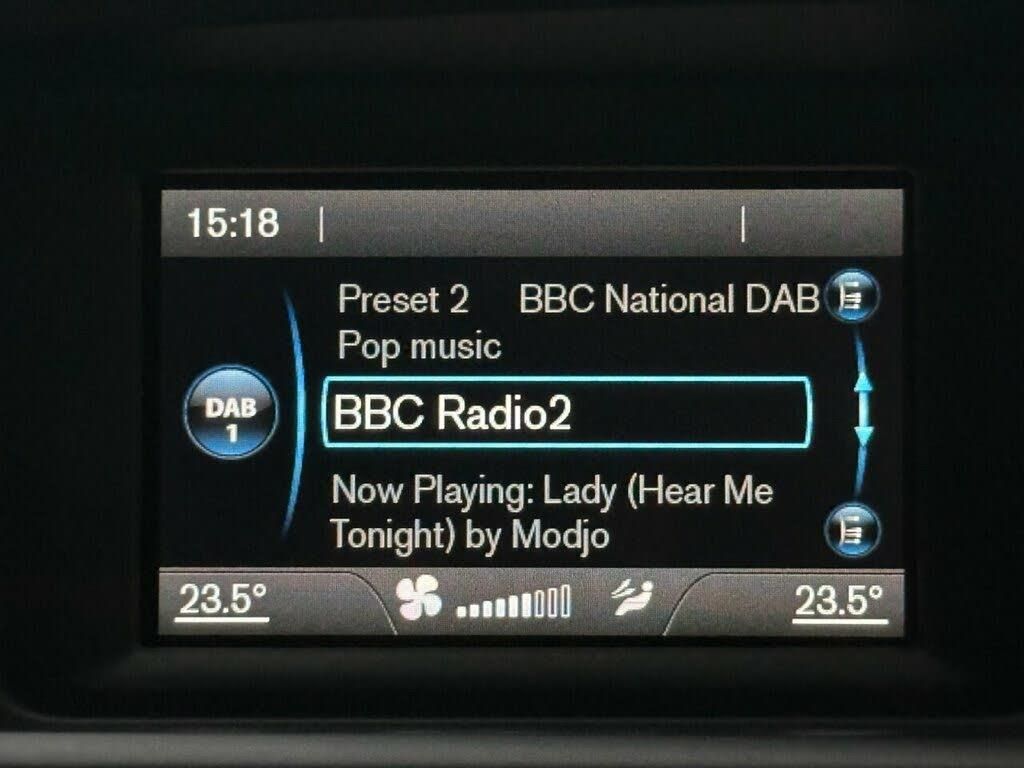 15:18
Preset 2 BBC National DAB
Pop music
DAB
1
BBC Radio2
Now Playing: Lady (Hear Me
Tonight) by Modjo
23.5° 23.5°